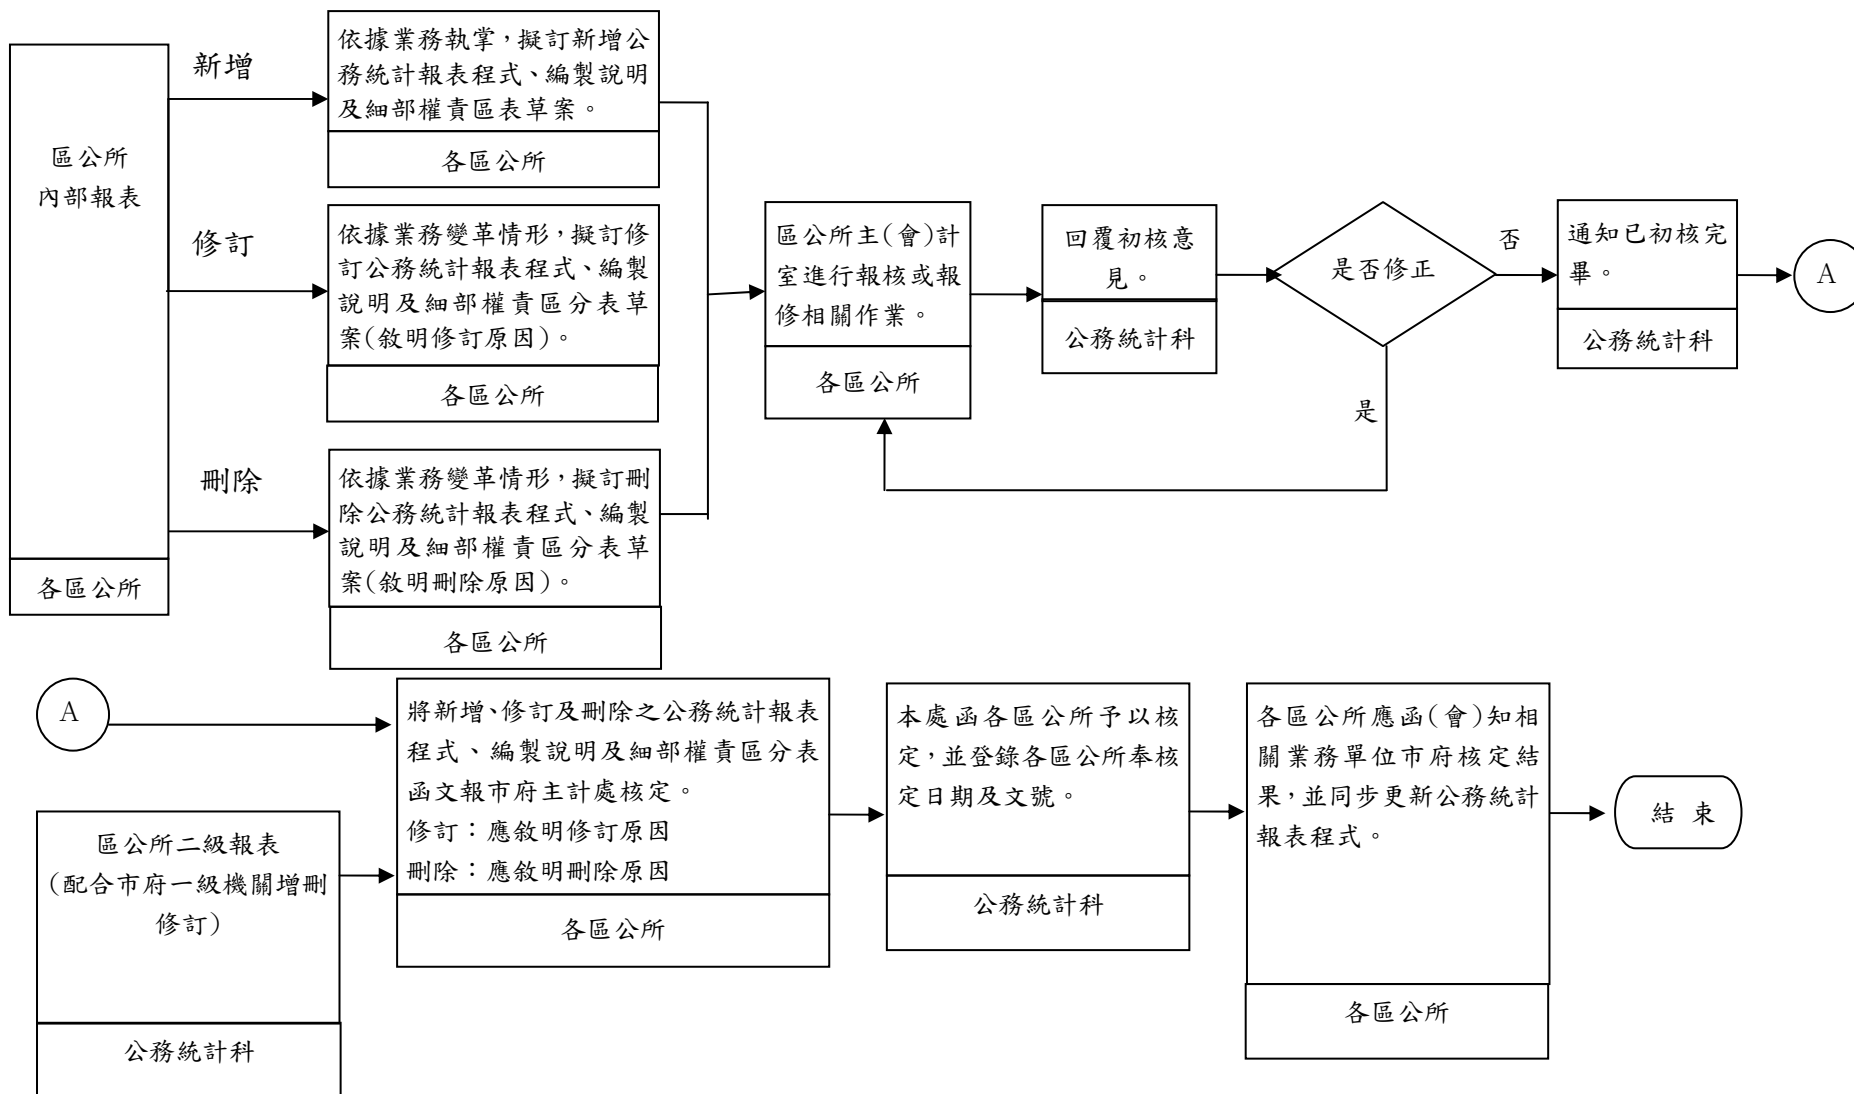 區公所
內部報表
各區公所
新增
依據業務執掌，擬訂新增公
務統計報表程式、編製說明
及細部權責區表草案。
各區公所
修訂
依據業務變革情形，擬訂修
訂公務統計報表程式、編製
說明及細部權責區分表草
案(敘明修訂原因)。
各區公所
刪除
依據業務變革情形，擬訂刪
除公務統計報表程式、編製
說明及細部權責區分表草
案(敘明刪除原因)。
各區公所
區公所主(會)計
室進行報核或報
修相關作業。
各區公所
回覆初核意
見。
公務統計科
是否修正
否
是
通知已初核完
畢。
公務統計科
A
A
區公所二級報表
(配合市府一級機關增刪
修訂)
公務統計科
將新增、修訂及刪除之公務統計報表
程式、編製說明及細部權責區分表
函文報市府主計處核定。
修訂：應敘明修訂原因
刪除：應敘明刪除原因
各區公所
本處函各區公所予以核
定，並登錄各區公所奉核
定日期及文號。
公務統計科
各區公所應函(會)知相
關業務單位市府核定結
果，並同步更新公務統計
報表程式。
各區公所
結 束